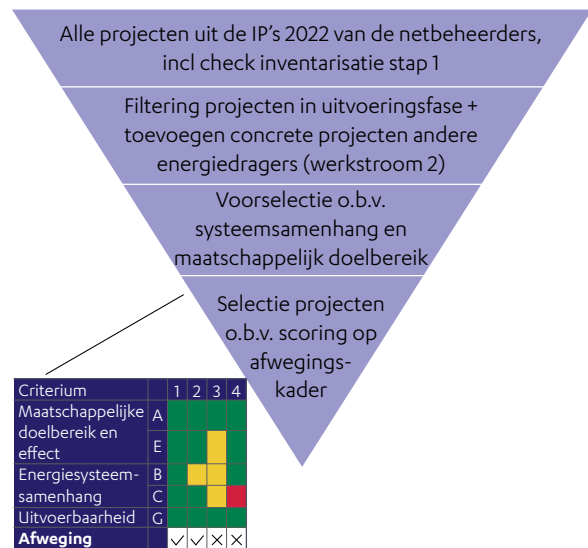 Alle projecten uit de IP's 2022 van de netbeheerders,
incl check inventarisatie stap 1
Filtering projecten in uitvoeringsfase +
toevoegen concrete projecten andere
energiedragers (werkstroom 2)
Voorselectie o.b.v.
systeemsamenhang en
maatschappelijk doelbereik
Selectie projecten
o.b.v. scoring op
afwegings-
kader
Criterium 1 2 3 4
Maatschappelijke A
doelbereik en
effect E
Energiesysteem- B
samenhang C
Uitvoerbaarheid G
Afweging ✓ ✓ × ×